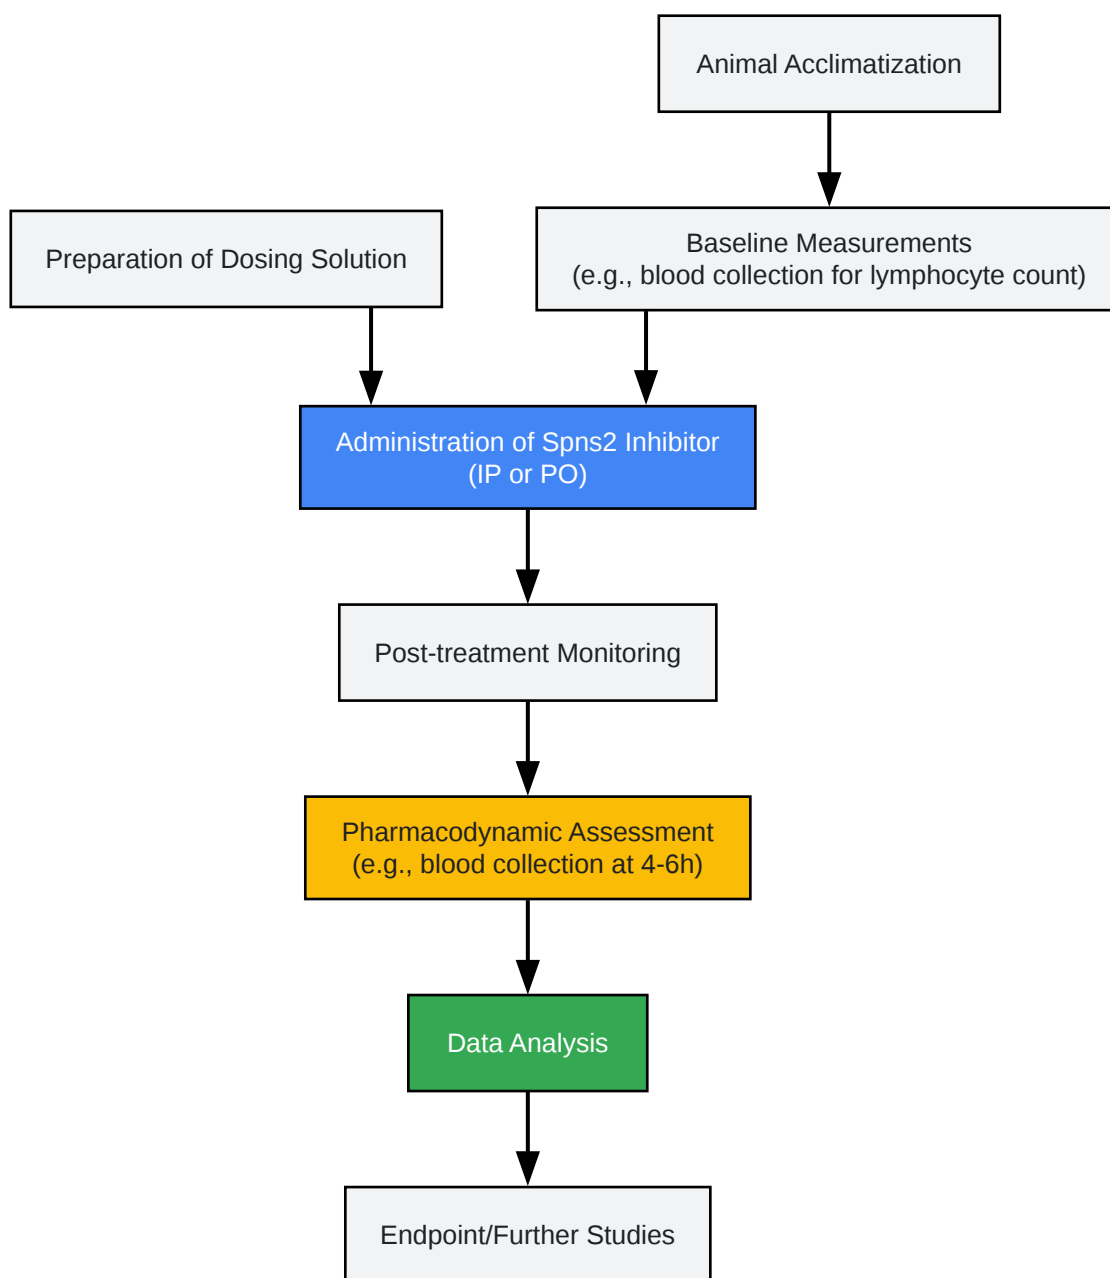 Animal Acclimatization
Preparation of Dosing Solution
Baseline Measurements
(e.g., blood collection for lymphocyte count)
Administration of Spns2 Inhibitor
(IP or PO)
Post-treatment Monitoring
Pharmacodynamic Assessment
(e.g., blood collection at 4-6h)
Data Analysis
Endpoint/Further Studies